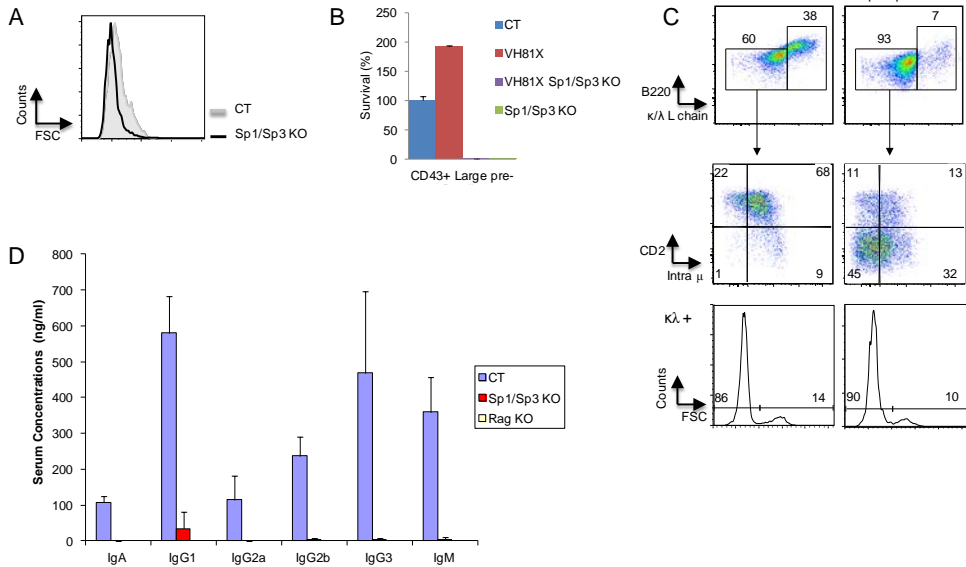 A
Counts
FSC
CT
Sp1/Sp3 KO
B
Survival (%)
250
200
150
100
50
0
CD43+ Large pre-
CT
VH81X
VH81X Sp1/Sp3 KO
Sp1/Sp3 KO
C
60
38
93
7
B220
κ/λ L chain
22
68
1
9
11
13
45
32
CD2
Intra μ
κλ +
86
14
90
10
Counts
FSC
D
Serum Concentrations (ng/ml)
800
700
600
500
400
300
200
100
0
IgA
IgG1
IgG2a
IgG2b
IgG3
IgM
CT
Sp1/Sp3 KO
Rag KO